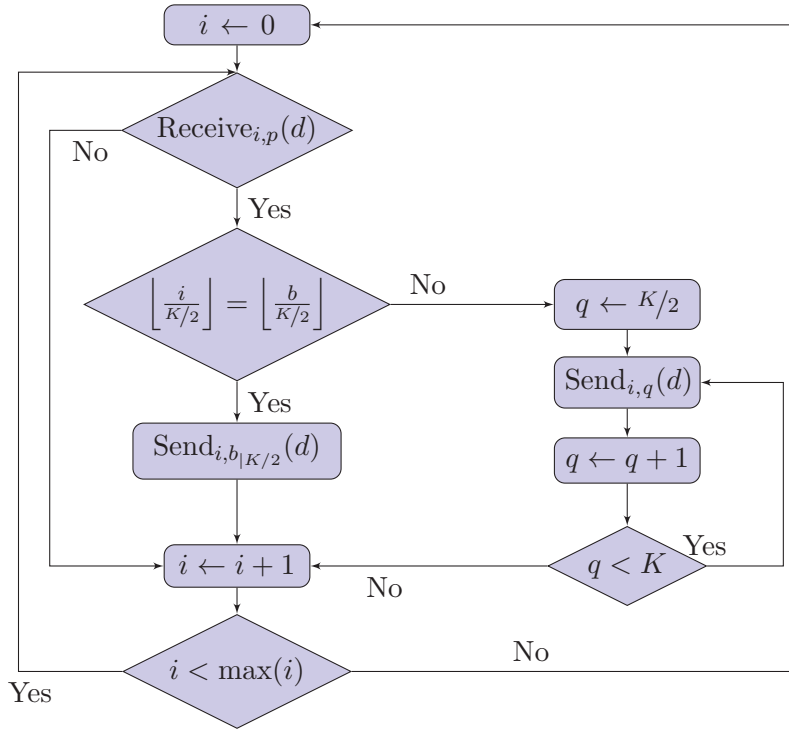 i ← 0
Receive_{i,p}(d)
No
Yes
⌊i/(K/2)⌋ = ⌊b/(K/2)⌋
No
q ← K/2
Yes
Send_{i,q}(d)
Send_{i,b_{|K/2}}(d)
q ← q + 1
i ← i + 1
q < K
Yes
No
i < max(i)
No
Yes